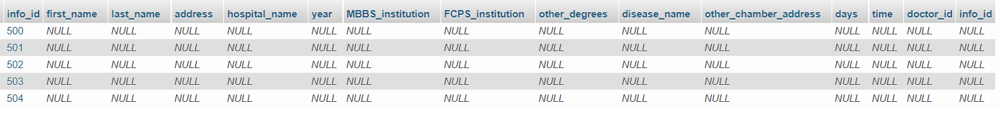 info_id first_name last_name address hospital_name year MBBS_institution FCPS_institution other_degrees disease_name other_chamber_address days time doctor_id info_id
500 NULL NULL NULL NULL NULL NULL NULL NULL NULL NULL NULL NULL NULL NULL
501 NULL NULL NULL NULL NULL NULL NULL NULL NULL NULL NULL NULL NULL NULL
502 NULL NULL NULL NULL NULL NULL NULL NULL NULL NULL NULL NULL NULL NULL
503 NULL NULL NULL NULL NULL NULL NULL NULL NULL NULL NULL NULL NULL NULL
504 NULL NULL NULL NULL NULL NULL NULL NULL NULL NULL NULL NULL NULL NULL